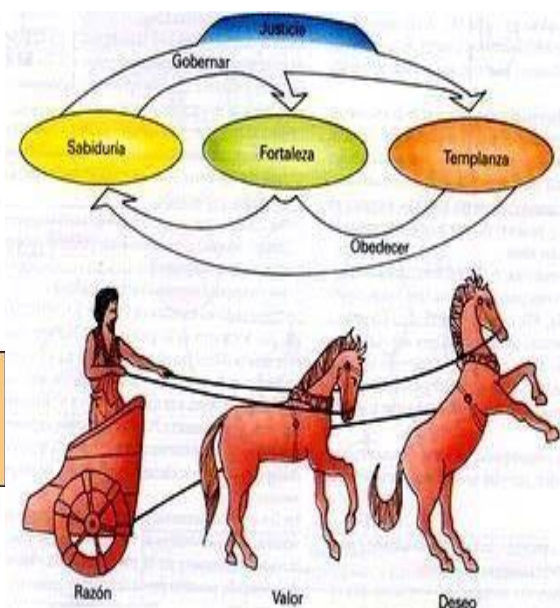 Justicia
Gobernar
Sabiduría
Fortaleza
Templanza
Obedecer
Razón
Valor
Deseo